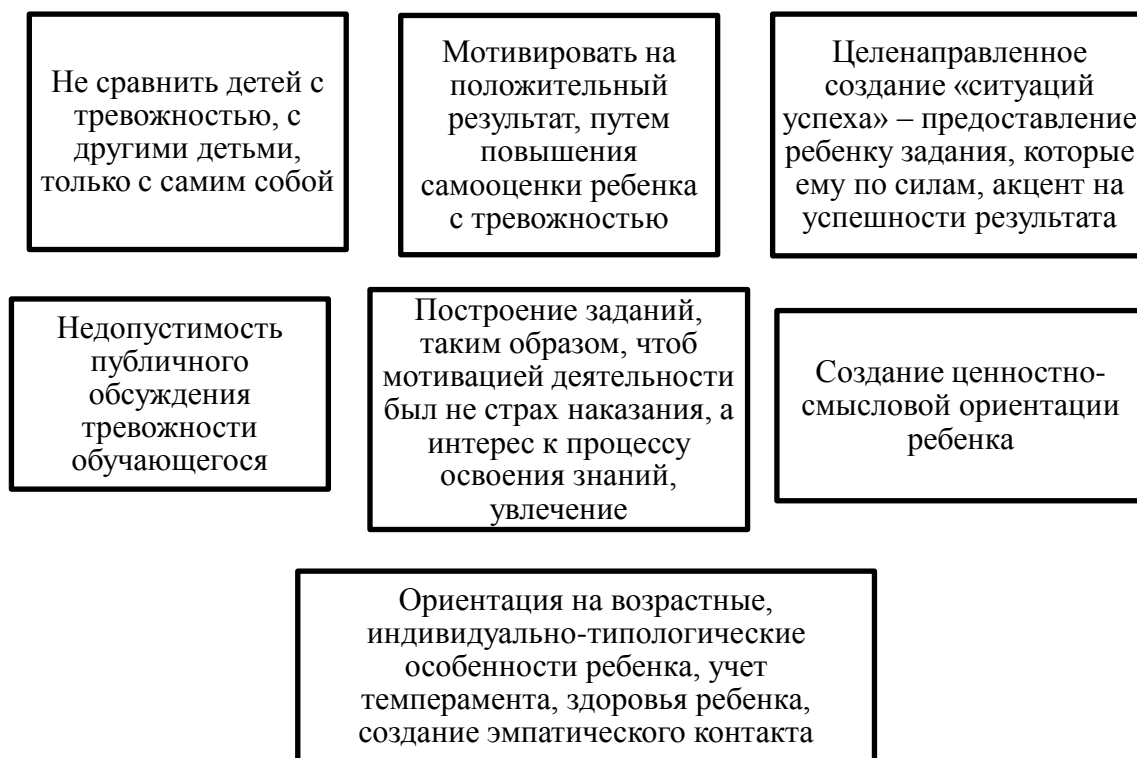 Не сравнить детей с
тревожностью, с
другими детьми,
только с самим собой
Мотивировать на
положительный
результат, путем
повышения
самооценки ребенка
с тревожностью
Целенаправленное
создание «ситуаций
успеха» – предоставление
ребенку задания, которые
ему по силам, акцент на
успешности результата
Недопустимость
публичного
обсуждения
тревожности
обучающегося
Построение заданий,
таким образом, чтоб
мотивацией деятельности
был не страх наказания, а
интерес к процессу
освоения знаний,
увлечение
Создание ценностно-
смысловой ориентации
ребенка
Ориентация на возрастные,
индивидуально-типологические
особенности ребенка, учет
темперамента, здоровья ребенка,
создание эмпатического контакта